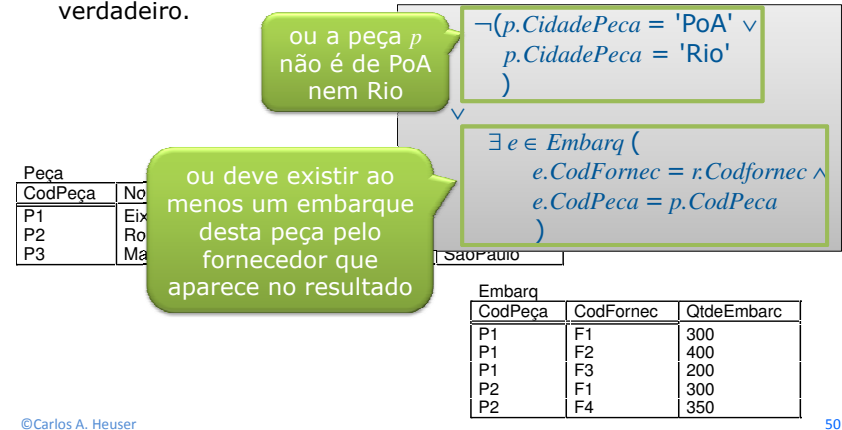 verdadeiro.
ou a peça p
não é de PoA
nem Rio
¬(p.CidadePeca = 'PoA' ∨
p.CidadePeca = 'Rio'
)
∨
∃ e ∈ Embarq (
e.CodFornec = r.Codfornec ∧
e.CodPeca = p.CodPeca
)
ou deve existir ao
menos um embarque
desta peça pelo
fornecedor que
aparece no resultado
Peça
CodPeça
P1
P2
P3
SaoPaulo
Embarq
CodPeça CodFornec QtdeEmbarc
P1 F1 300
P1 F2 400
P1 F3 200
P2 F1 300
P2 F4 350
©Carlos A. Heuser 50